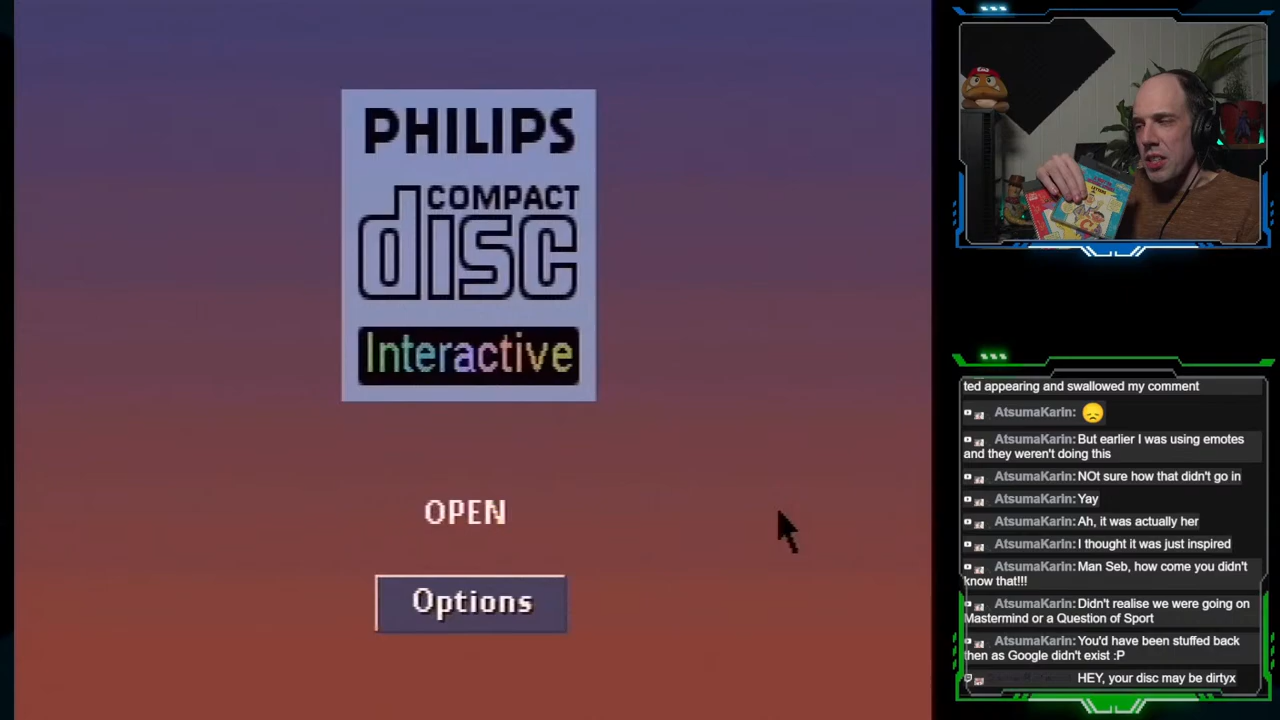 PHILIPS
COMPACT
disc
Interactive
OPEN
Options
LETTERS
ted appearing and swallowed my comment
AtsumaKarin: 😞
AtsumaKarin: But earlier I was using emotes
and they weren't doing this
AtsumaKarin: NOt sure how that didn't go in
AtsumaKarin: Yay
AtsumaKarin: Ah, it was actually her
AtsumaKarin: I thought it was just inspired
AtsumaKarin: Man Seb, how come you didn't
know that!!!
AtsumaKarin: Didn't realise we were going on
Mastermind or a Question of Sport
AtsumaKarin: You'd have been stuffed back
then as Google didn't exist :P
HEY, your disc may be dirtyx